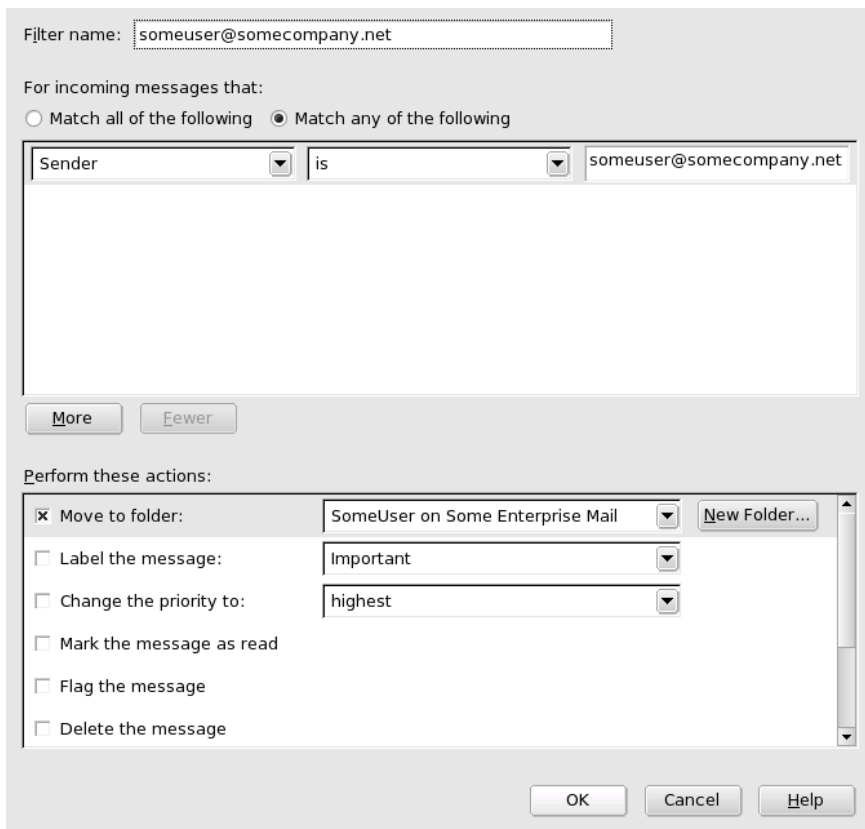 Filter name: someuser@somecompany.net
For incoming messages that:
Match all of the following Match any of the following
Sender is someuser@somecompany.net
More Fewer
Perform these actions:
Move to folder: SomeUser on Some Enterprise Mail New Folder...
Label the message: Important
Change the priority to: highest
Mark the message as read
Flag the message
Delete the message
OK Cancel Help